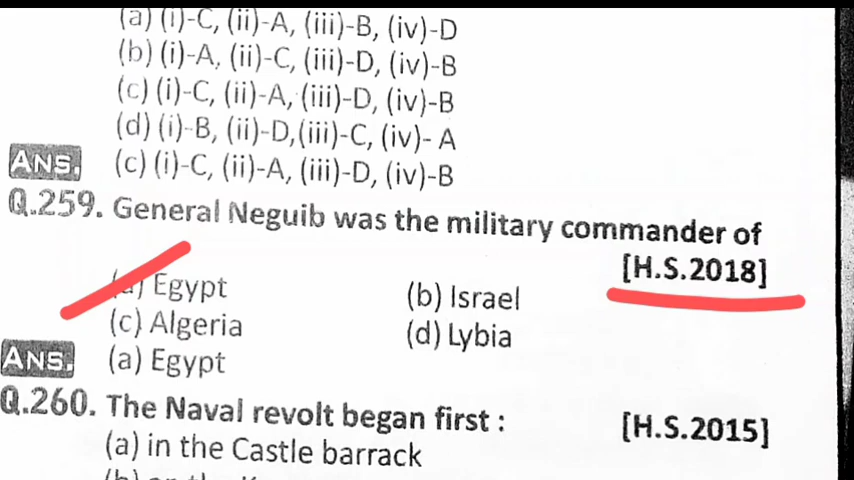 (a) (i)-C, (ii)-A, (iii)-B, (iv)-D
(b) (i)-A, (ii)-C, (iii)-D, (iv)-B
(c) (i)-C, (ii)-A, (iii)-D, (iv)-B
(d) (i)-B, (ii)-D,(iii)-C, (iv)- A
ANS. (c) (i)-C, (ii)-A, (iii)-D, (iv)-B
Q.259. General Neguib was the military commander of
[H.S.2018]
(a) Egypt (b) Israel
(c) Algeria (d) Lybia
ANS. (a) Egypt
Q.260. The Naval revolt began first : [H.S.2015]
(a) in the Castle barrack